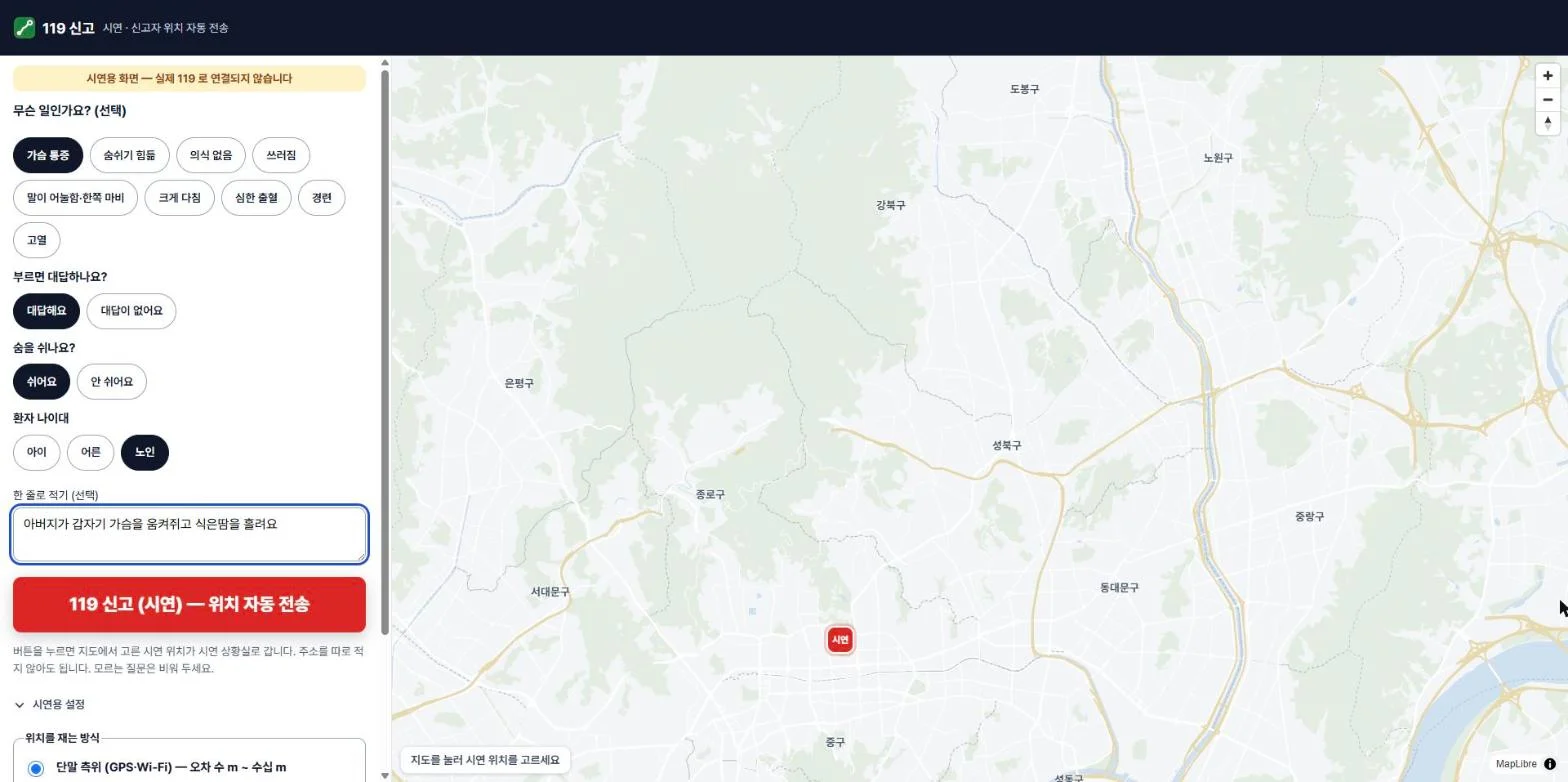 119 신고 시연 · 신고자 위치 자동 전송
시연용 화면 — 실제 119 로 연결되지 않습니다
무슨 일인가요? (선택)
가슴 통증 숨쉬기 힘듦 의식 없음 쓰러짐
말이 어눌함·한쪽 마비 크게 다침 심한 출혈 경련
고열
부르면 대답하나요?
대답해요 대답이 없어요
숨을 쉬나요?
쉬어요 안 쉬어요
환자 나이대
아이 어른 노인
한 줄로 적기 (선택)
아버지가 갑자기 가슴을 움켜쥐고 식은땀을 흘려요
119 신고 (시연) — 위치 자동 전송
버튼을 누르면 지도에서 고른 시연 위치가 시연 상황실로 갑니다. 주소를 따로 적
지 않아도 됩니다. 모르는 질문은 비워 두세요.
시연용 설정
위치를 재는 방식
단말 측위 (GPS·Wi-Fi) — 오차 수 m ~ 수십 m
도봉구
노원구
강북구
은평구
성북구
종로구
중랑구
동대문구
서대문구
시연
중구
성동구
지도를 눌러 시연 위치를 고르세요
MapLibre